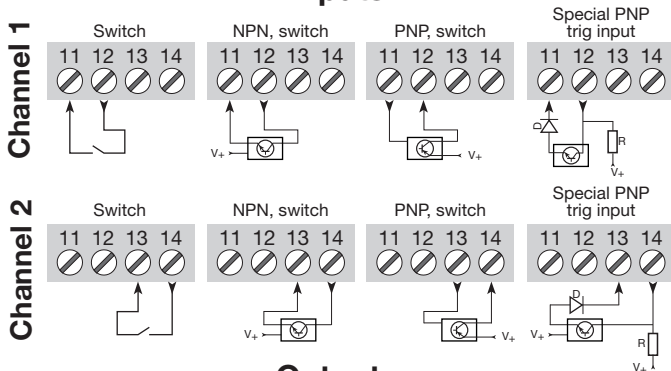 Special PNP
Switch NPN, switch PNP, switch trig input
Channel 1
11 12 13 14 11 12 13 14 11 12 13 14 11 12 13 14
D
R
V+ V+ V+
Special PNP
Switch NPN, switch PNP, switch trig input
Channel 2
11 12 13 14 11 12 13 14 11 12 13 14 11 12 13 14
D
V+ V+ V+
R
V+